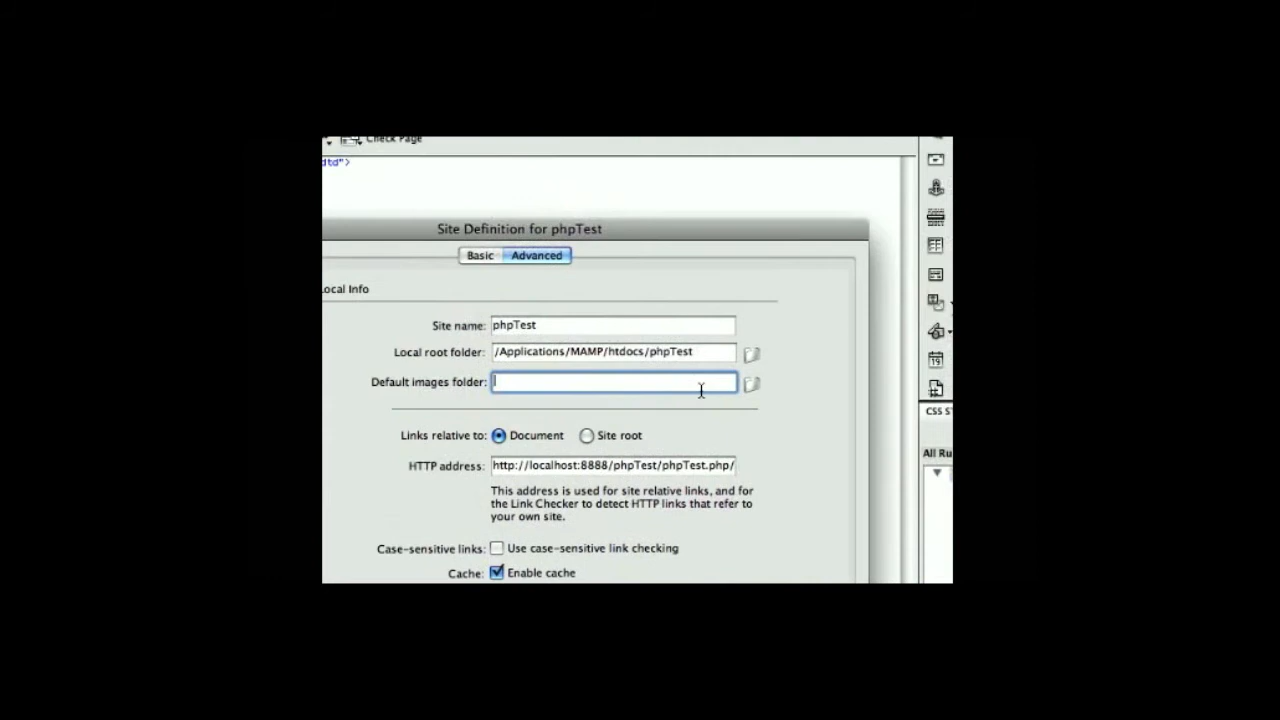 Check Page
dtd">
Site Definition for phpTest
Basic Advanced
ocal Info
Site name: phpTest
Local root folder: /Applications/MAMP/htdocs/phpTest
Default images folder:
Links relative to: Document Site root
HTTP address: http://localhost:8888/phpTest/phpTest.php/
This address is used for site relative links, and for
the Link Checker to detect HTTP links that refer to
your own site.
Case-sensitive links: Use case-sensitive link checking
Cache: Enable cache
19
CSS S
All Ru